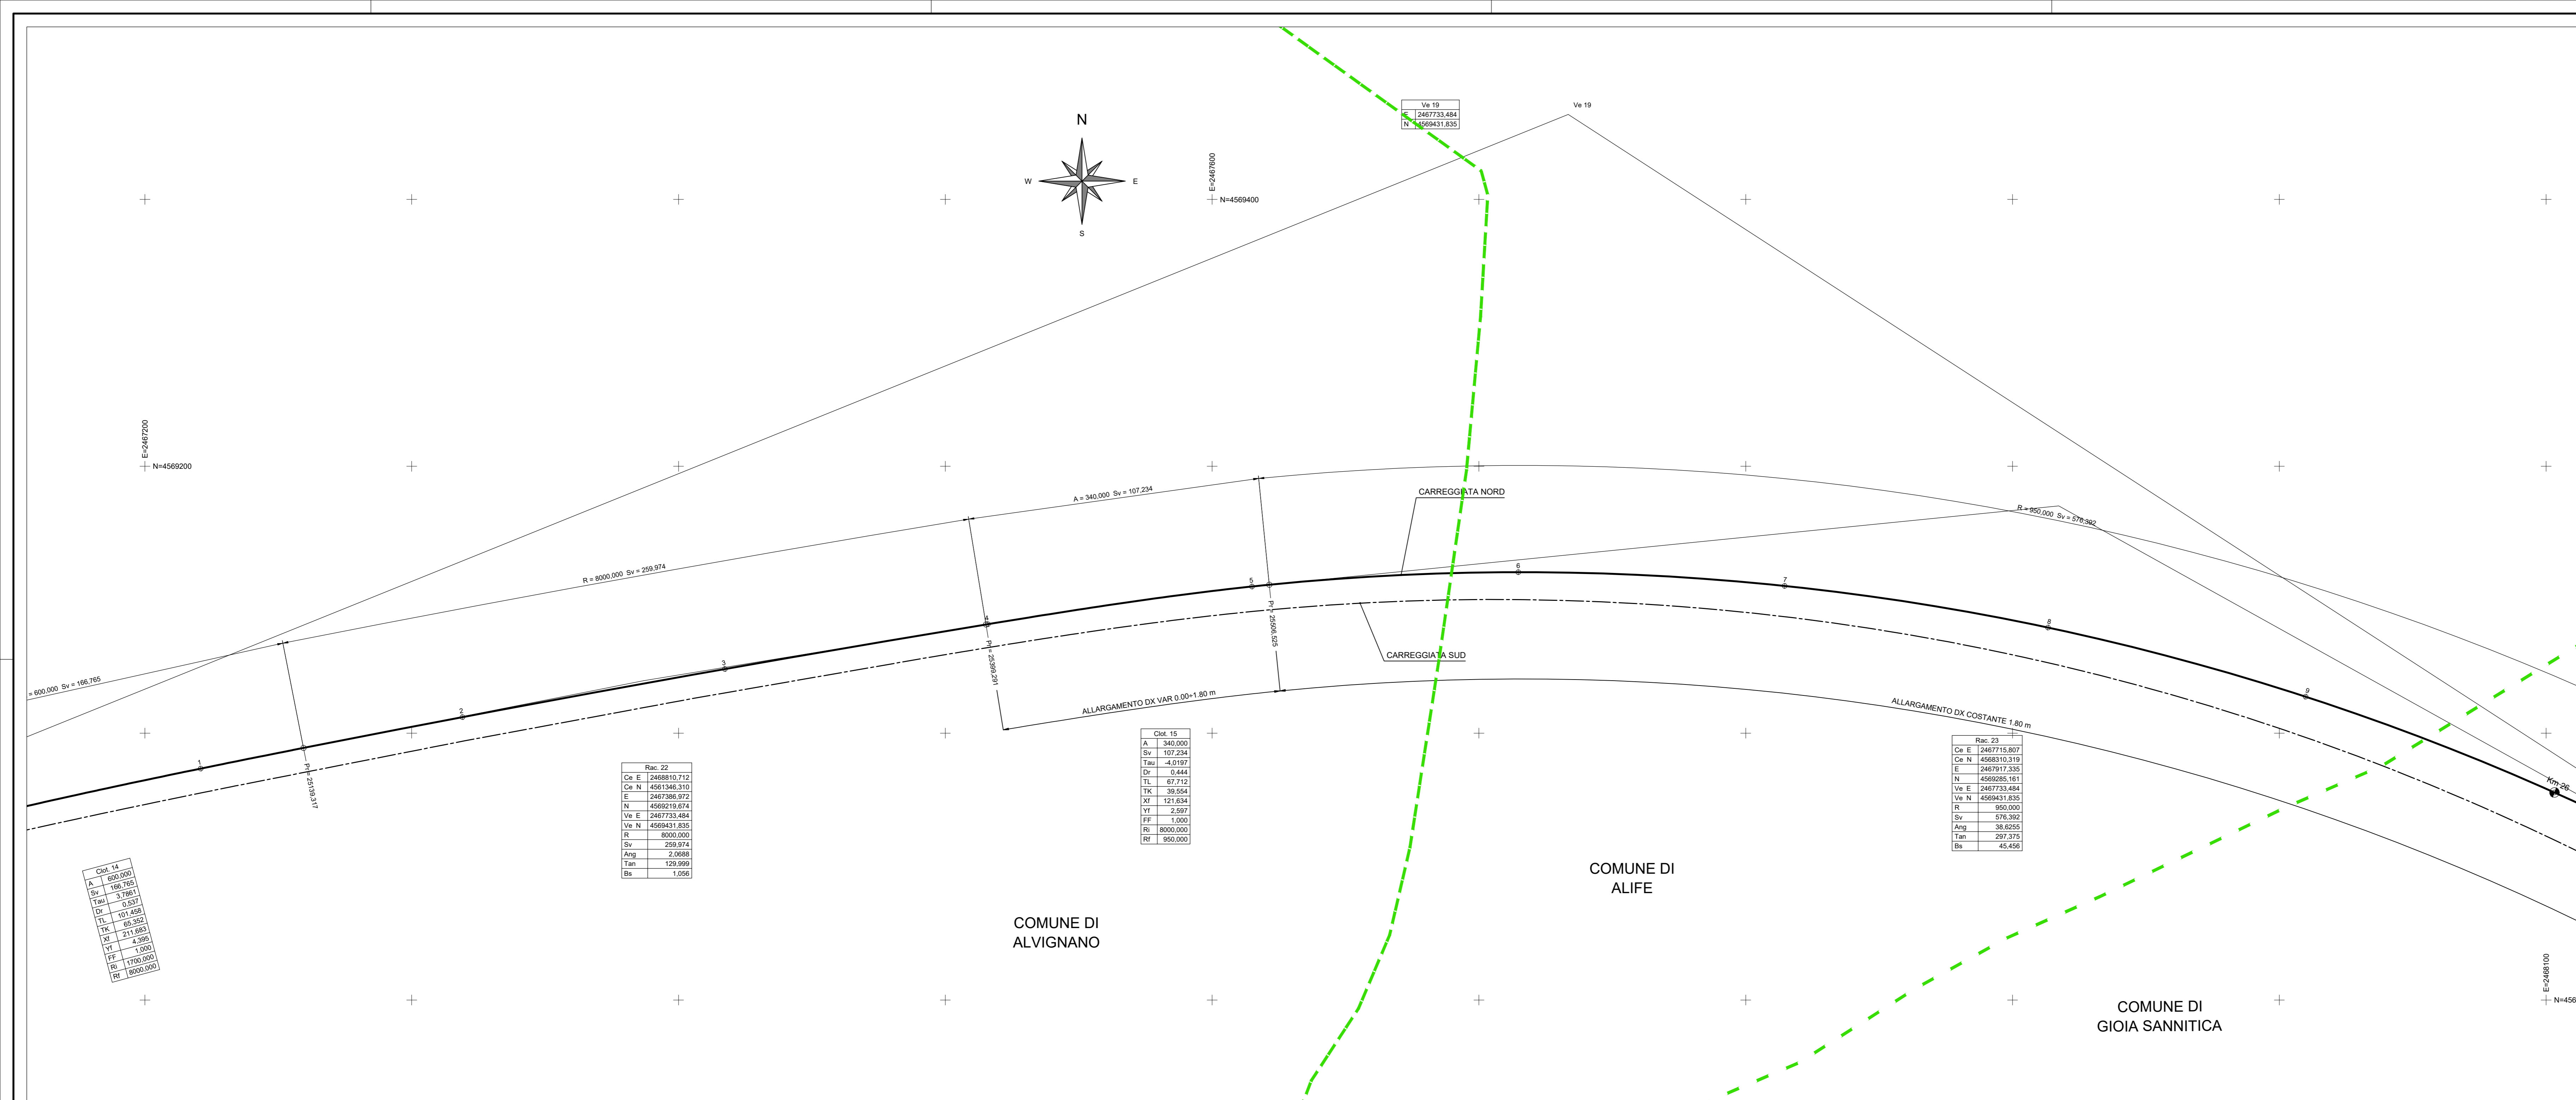 Ve 19
E 2467733,484
N 4569431,835
Ve 19
N
W E
S
E=2467600
N=4569400
E=2467200
N=4569200
A = 340,000 Sv = 107,234
CARREGGIATA NORD
R = 950,000 Sv = 576,392
R = 8000,000 Sv = 259,974
= 600,000 Sv = 166,765
1
2
3
5
6
7
8
9
Pr = 25139,317
Pr = 25399,291
Pr = 25506,525
CARREGGIATA SUD
ALLARGAMENTO DX VAR 0.00÷1.80 m
ALLARGAMENTO DX COSTANTE 1.80 m
Km 26
Clot. 14
A 600,000
Sv 166,765
Tau 3,7861
Dr 0,537
TL 101,458
TK 65,352
Xf 211,683
Yf 4,395
FF 1,000
Ri 1700,000
Rf 8000,000
Rac. 22
Ce E 2468810,712
Ce N 4561346,310
E 2467386,972
N 4569219,674
Ve E 2467733,484
Ve N 4569431,835
R 8000,000
Sv 259,974
Ang 2,0688
Tan 129,999
Bs 1,056
Clot. 15
A 340,000
Sv 107,234
Tau -4,0197
Dr 0,444
TL 67,712
TK 39,554
Xf 121,634
Yf 2,597
FF 1,000
Ri 8000,000
Rf 950,000
Rac. 23
Ce E 2467715,807
Ce N 4568310,319
E 2467917,335
N 4569285,161
Ve E 2467733,484
Ve N 4569431,835
R 950,000
Sv 576,392
Ang 38,6255
Tan 297,375
Bs 45,456
COMUNE DI
ALVIGNANO
COMUNE DI
ALIFE
COMUNE DI
GIOIA SANNITICA
E=2468100
N=456